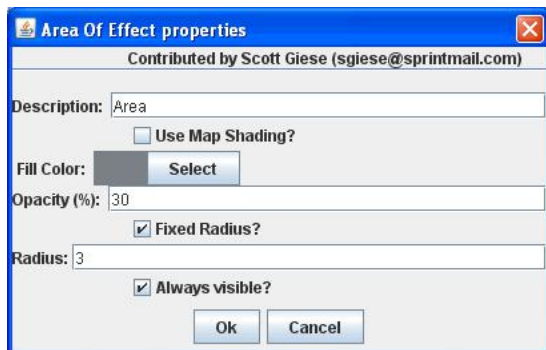 Area Of Effect properties
Contributed by Scott Giese (sgiese@sprintmail.com)
Description: Area
Use Map Shading?
Fill Color: Select
Opacity (%): 30
Fixed Radius?
Radius: 3
Always visible?
Ok Cancel